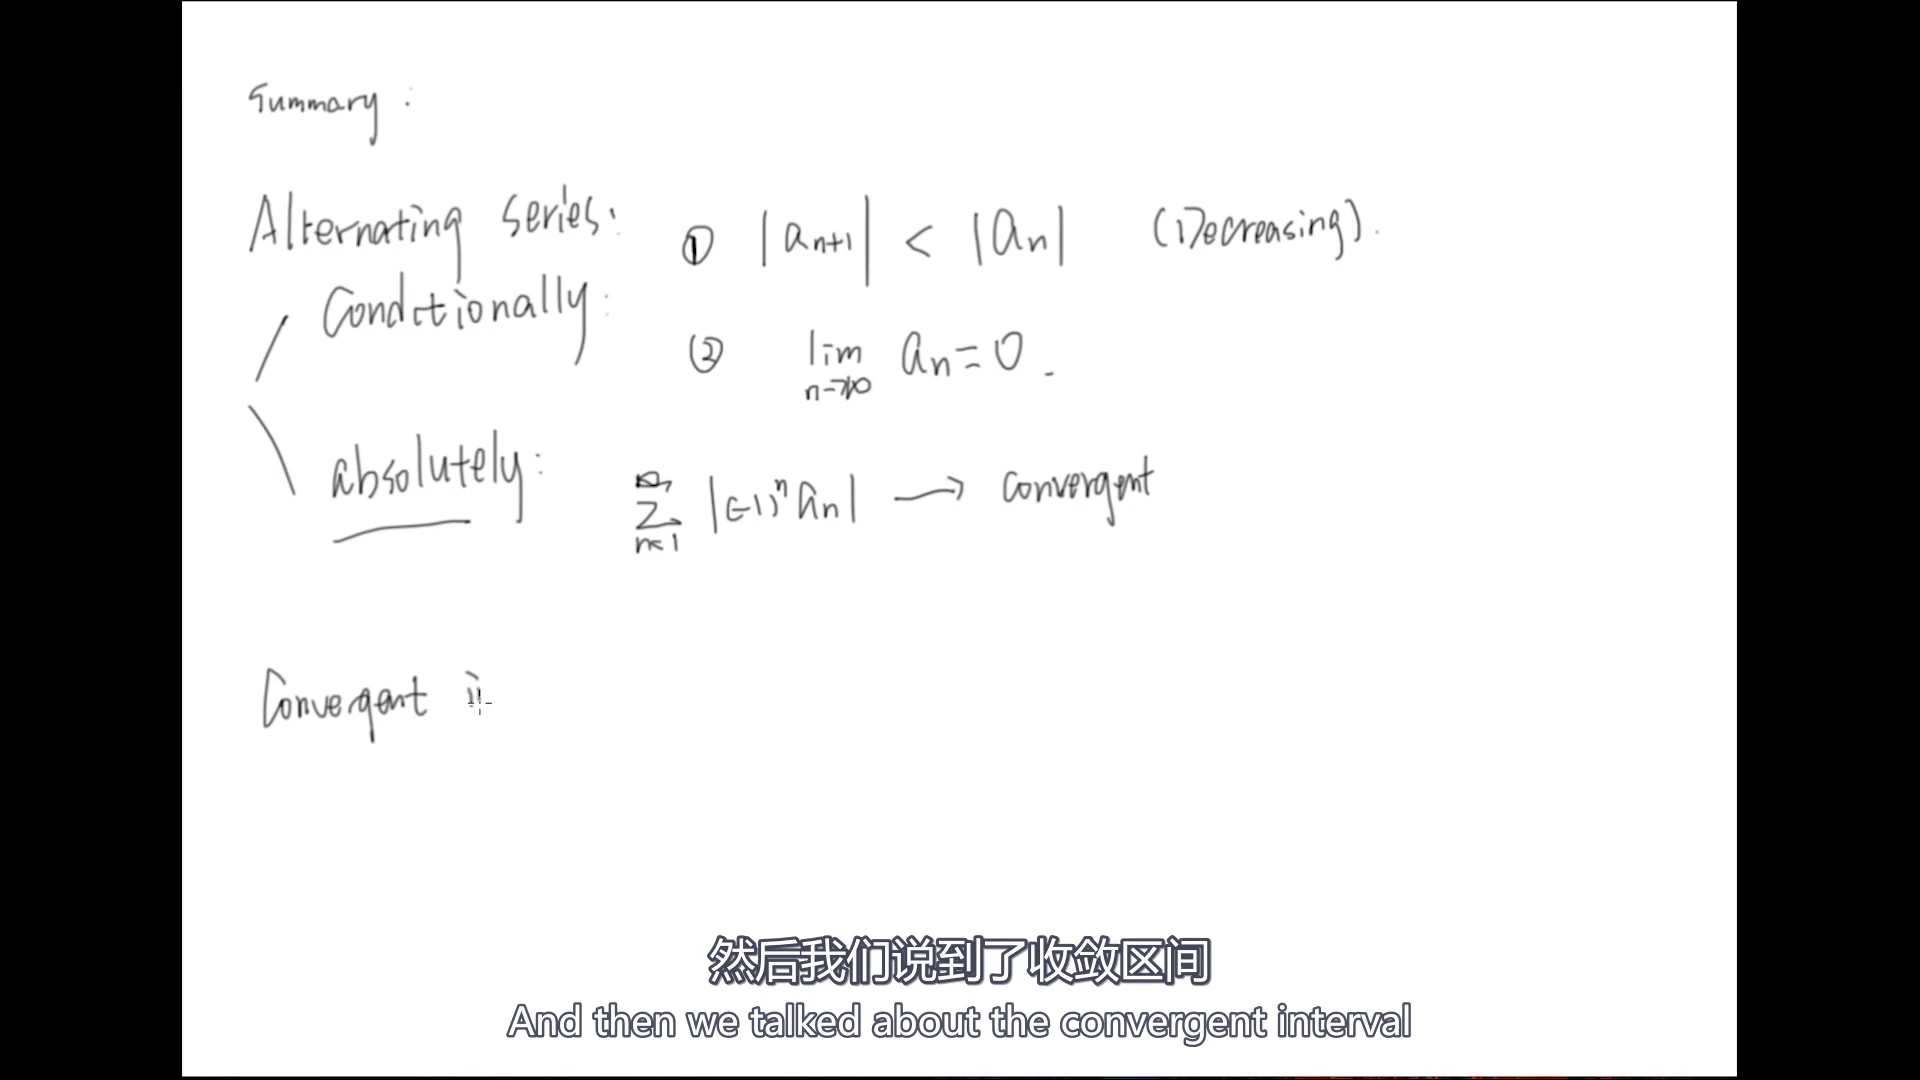 Summary :
Alternating series: ① |aₙ₊₁| < |aₙ| (Decreasing).
Conditionally:
② lim n→∞ aₙ = 0.
absolutely: ∑ n=1 ∞ |(-1)ⁿ aₙ| → convergent
Convergent i
然后我们说到了收敛区间
And then we talked about the convergent interval